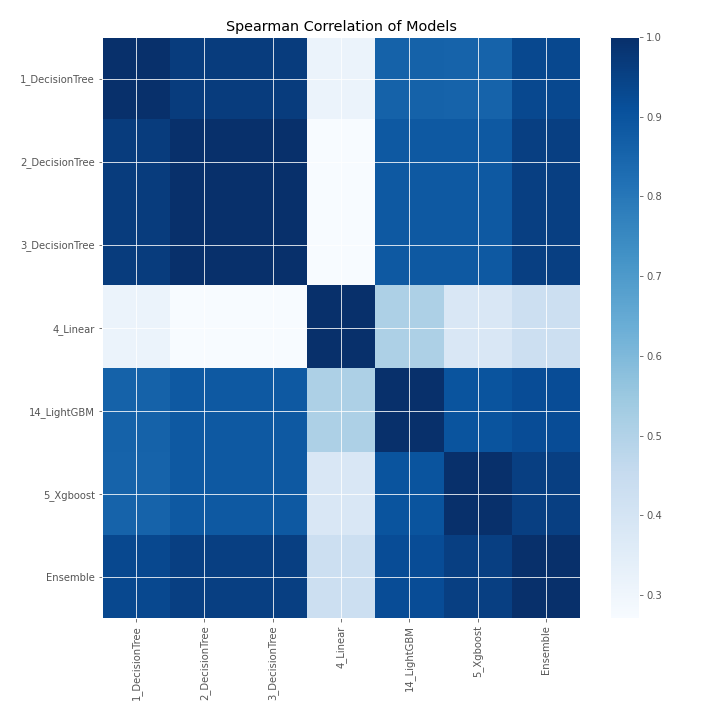 Spearman Correlation of Models
1_DecisionTree
2_DecisionTree
3_DecisionTree
4_Linear
14_LightGBM
5_Xgboost
Ensemble
1_DecisionTree
2_DecisionTree
3_DecisionTree
4_Linear
14_LightGBM
5_Xgboost
Ensemble
1.0
0.9
0.8
0.7
0.6
0.5
0.4
0.3